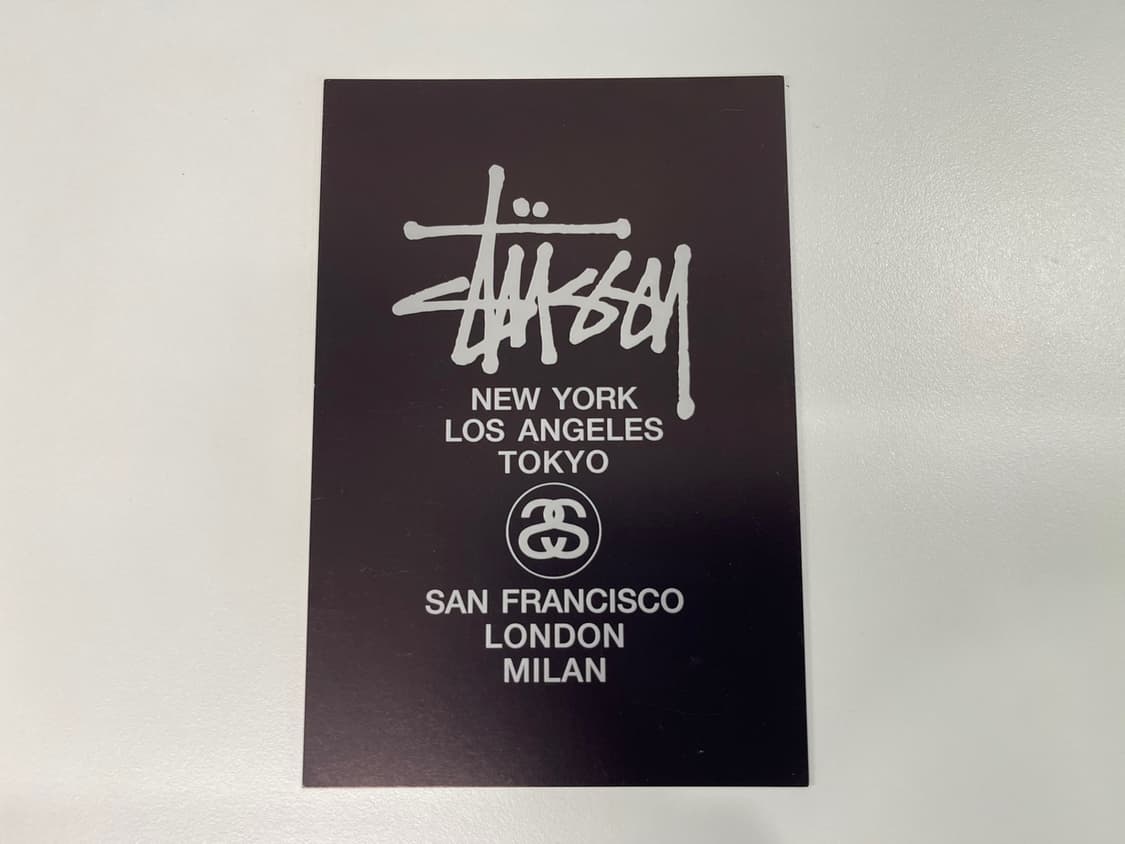 Stüssy
NEW YORK
LOS ANGELES
TOKYO
SS
SAN FRANCISCO
LONDON
MILAN